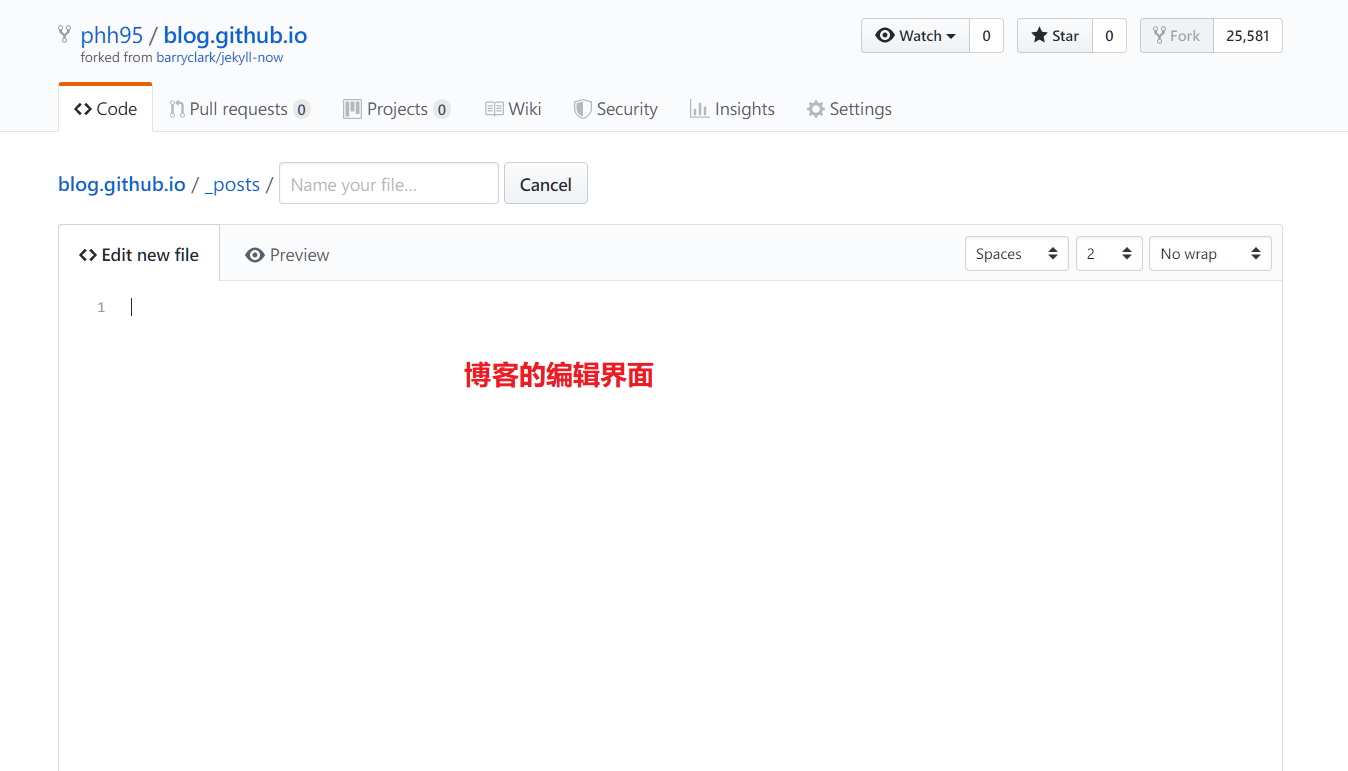 phh95 / blog.github.io
forked from barryclark/jekyll-now
Watch 0 Star 0 Fork 25,581
Code Pull requests 0 Projects 0 Wiki Security Insights Settings
blog.github.io / _posts / Name your file... Cancel
Edit new file Preview Spaces 2 No wrap
1
博客的编辑界面